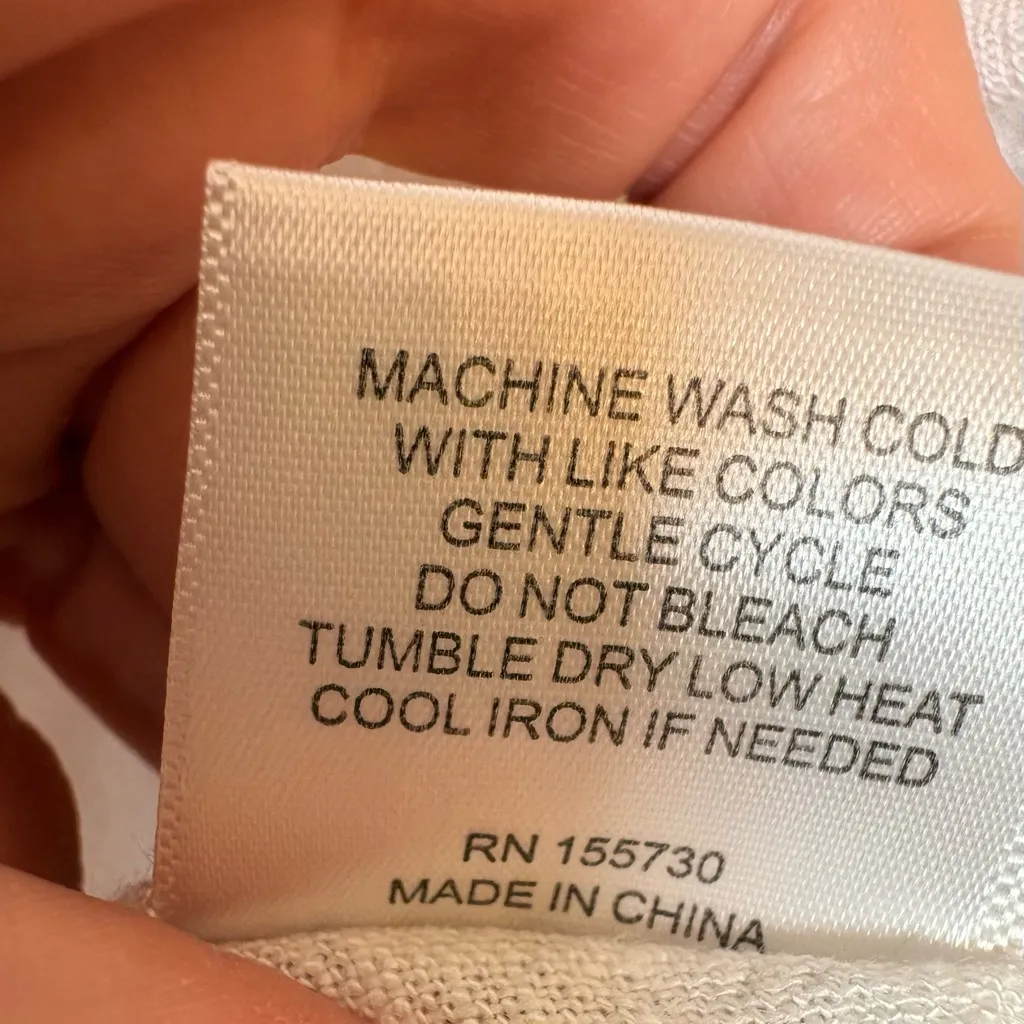 MACHINE WASH COLD
WITH LIKE COLORS
GENTLE CYCLE
DO NOT BLEACH
TUMBLE DRY LOW HEAT
COOL IRON IF NEEDED
RN 155730
MADE IN CHINA